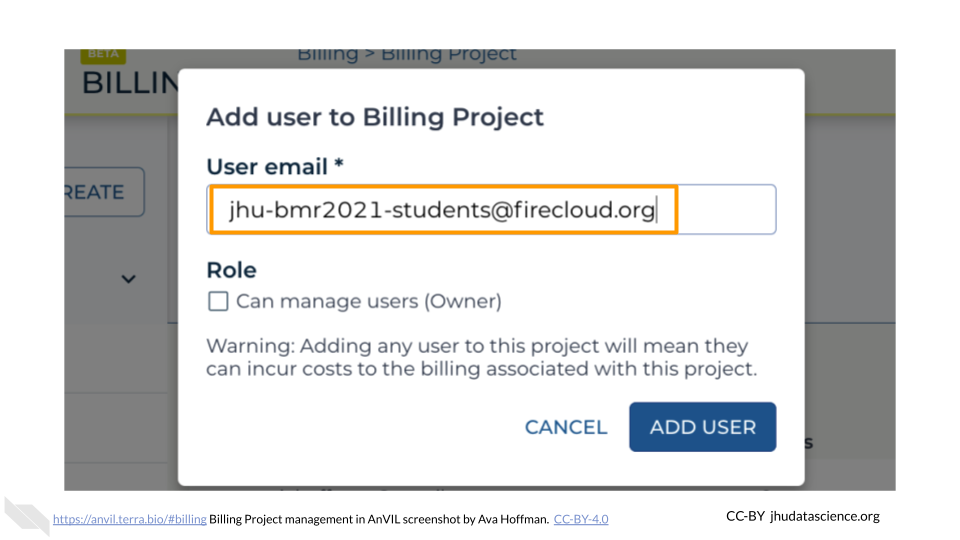 BETA
Billing > Billing Project
BILLIN
Add user to Billing Project
User email *
REATE
jhu-bmr2021-students@firecloud.org
Role
Can manage users (Owner)
Warning: Adding any user to this project will mean they
can incur costs to the billing associated with this project.
CANCEL
ADD USER
s
https://anvil.terra.bio/#billing Billing Project management in AnVIL screenshot by Ava Hoffman. CC-BY-4.0
CC-BY jhudatascience.org